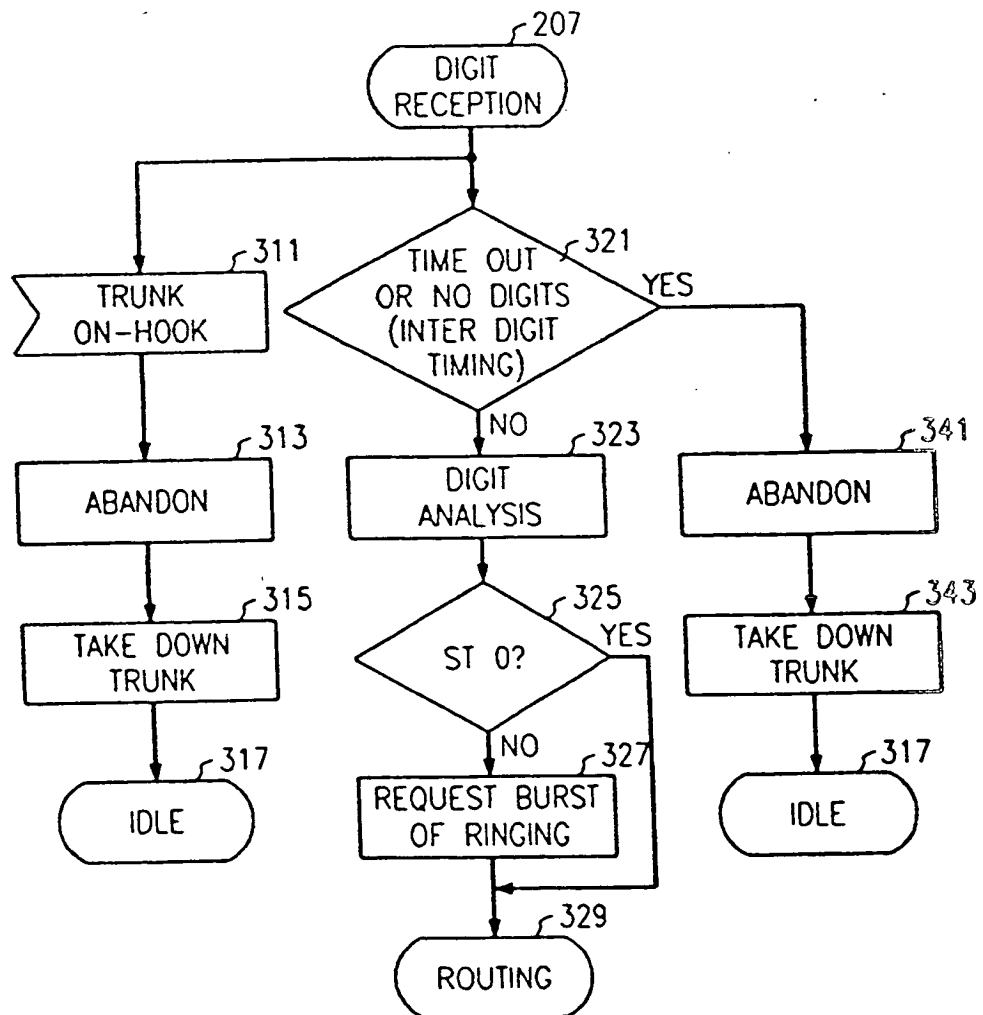 207
DIGIT
RECEPTION
311
TRUNK
ON-HOOK
321
TIME OUT
OR NO DIGITS
(INTER DIGIT
TIMING)
YES
NO
313
ABANDON
323
DIGIT
ANALYSIS
341
ABANDON
315
TAKE DOWN
TRUNK
325
ST 0?
YES
NO
343
TAKE DOWN
TRUNK
317
IDLE
327
REQUEST BURST
OF RINGING
317
IDLE
329
ROUTING